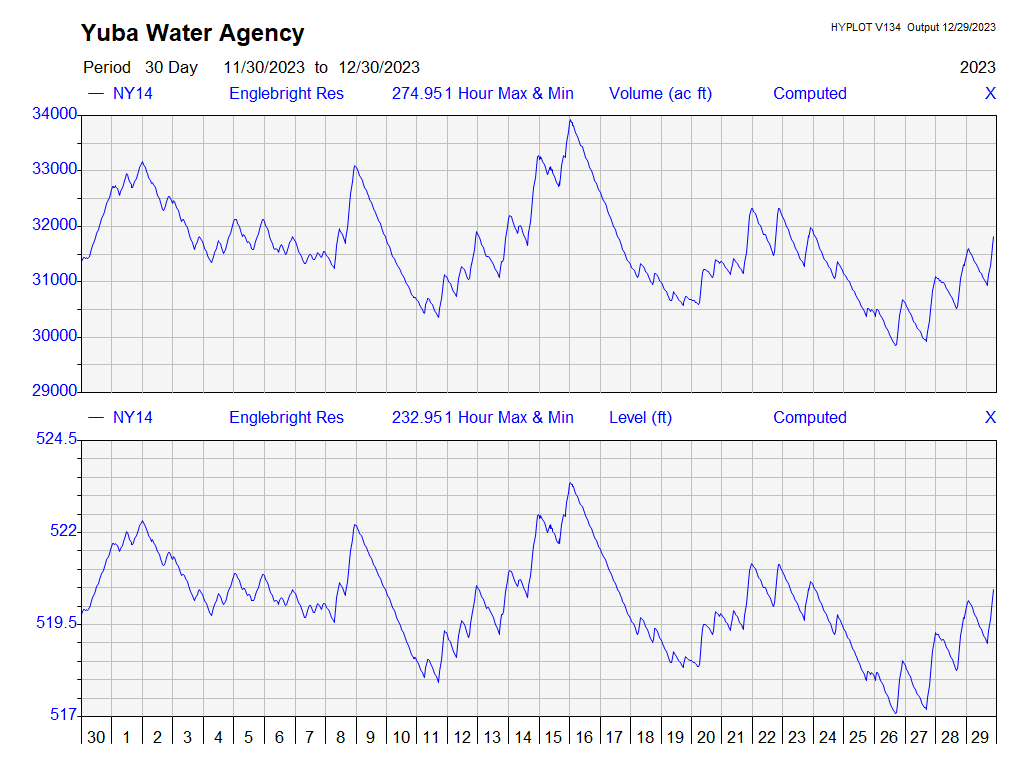 Yuba Water Agency
HYPLOT V134 Output 12/29/2023
Period 30 Day 11/30/2023 to 12/30/2023 2023
NY14 Englebright Res 274.951 Hour Max & Min Volume (ac ft) Computed X
34000
33000
32000
31000
30000
29000
NY14 Englebright Res 232.951 Hour Max & Min Level (ft) Computed X
524.5
522
519.5
517
30 1 2 3 4 5 6 7 8 9 10 11 12 13 14 15 16 17 18 19 20 21 22 23 24 25 26 27 28 29